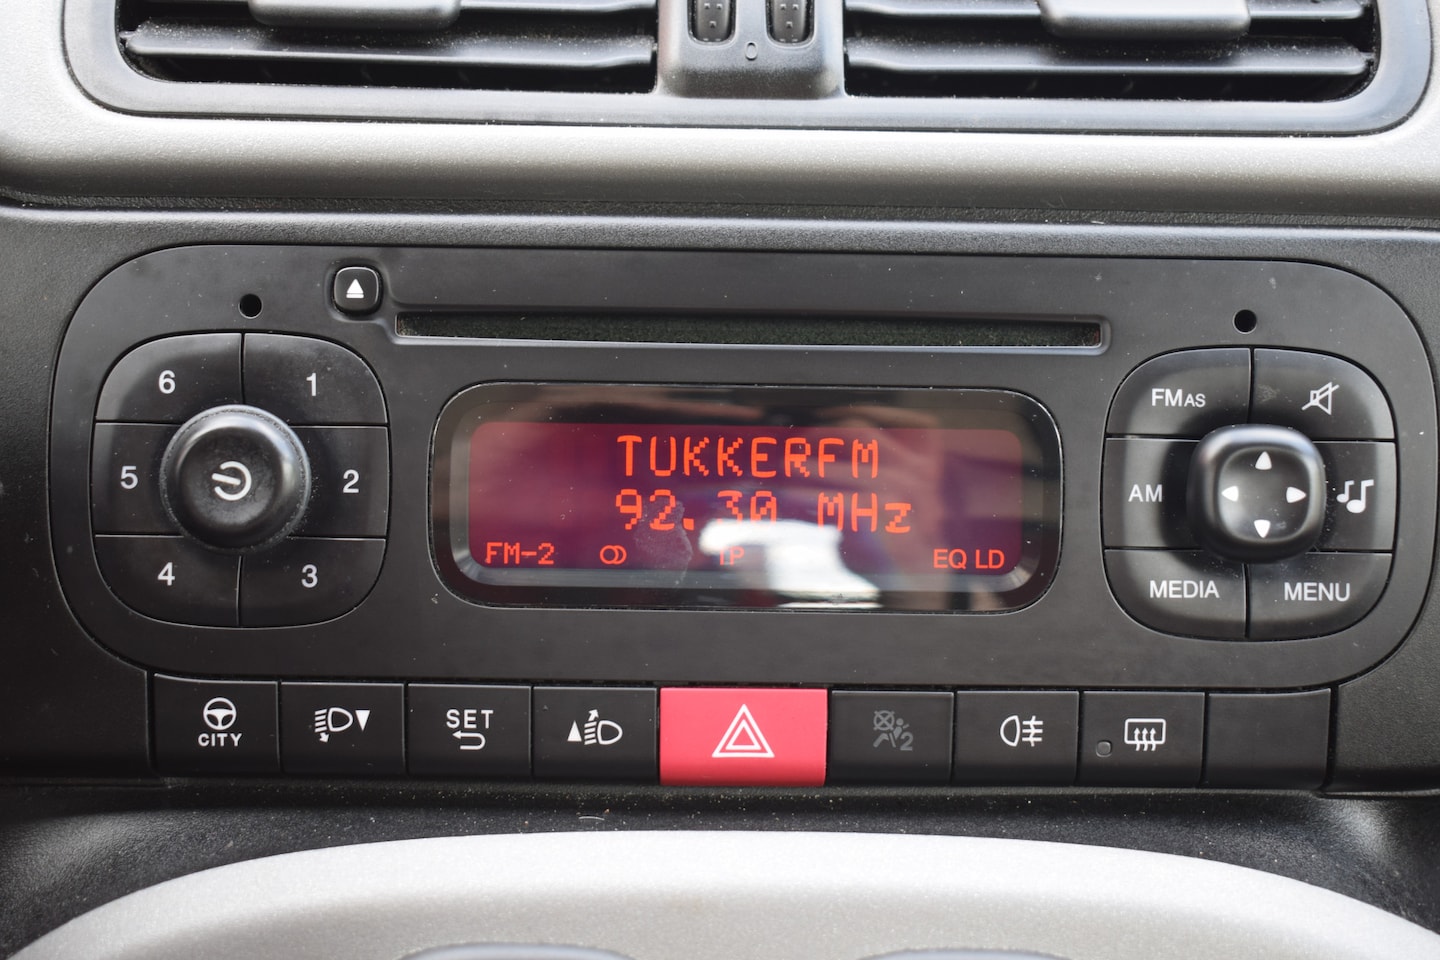 6
1
5
2
4
3
TUKKERFM
92.30 MHz
FM-2
EQ LD
FMAS
AM
MEDIA
MENU
CITY
SET
2